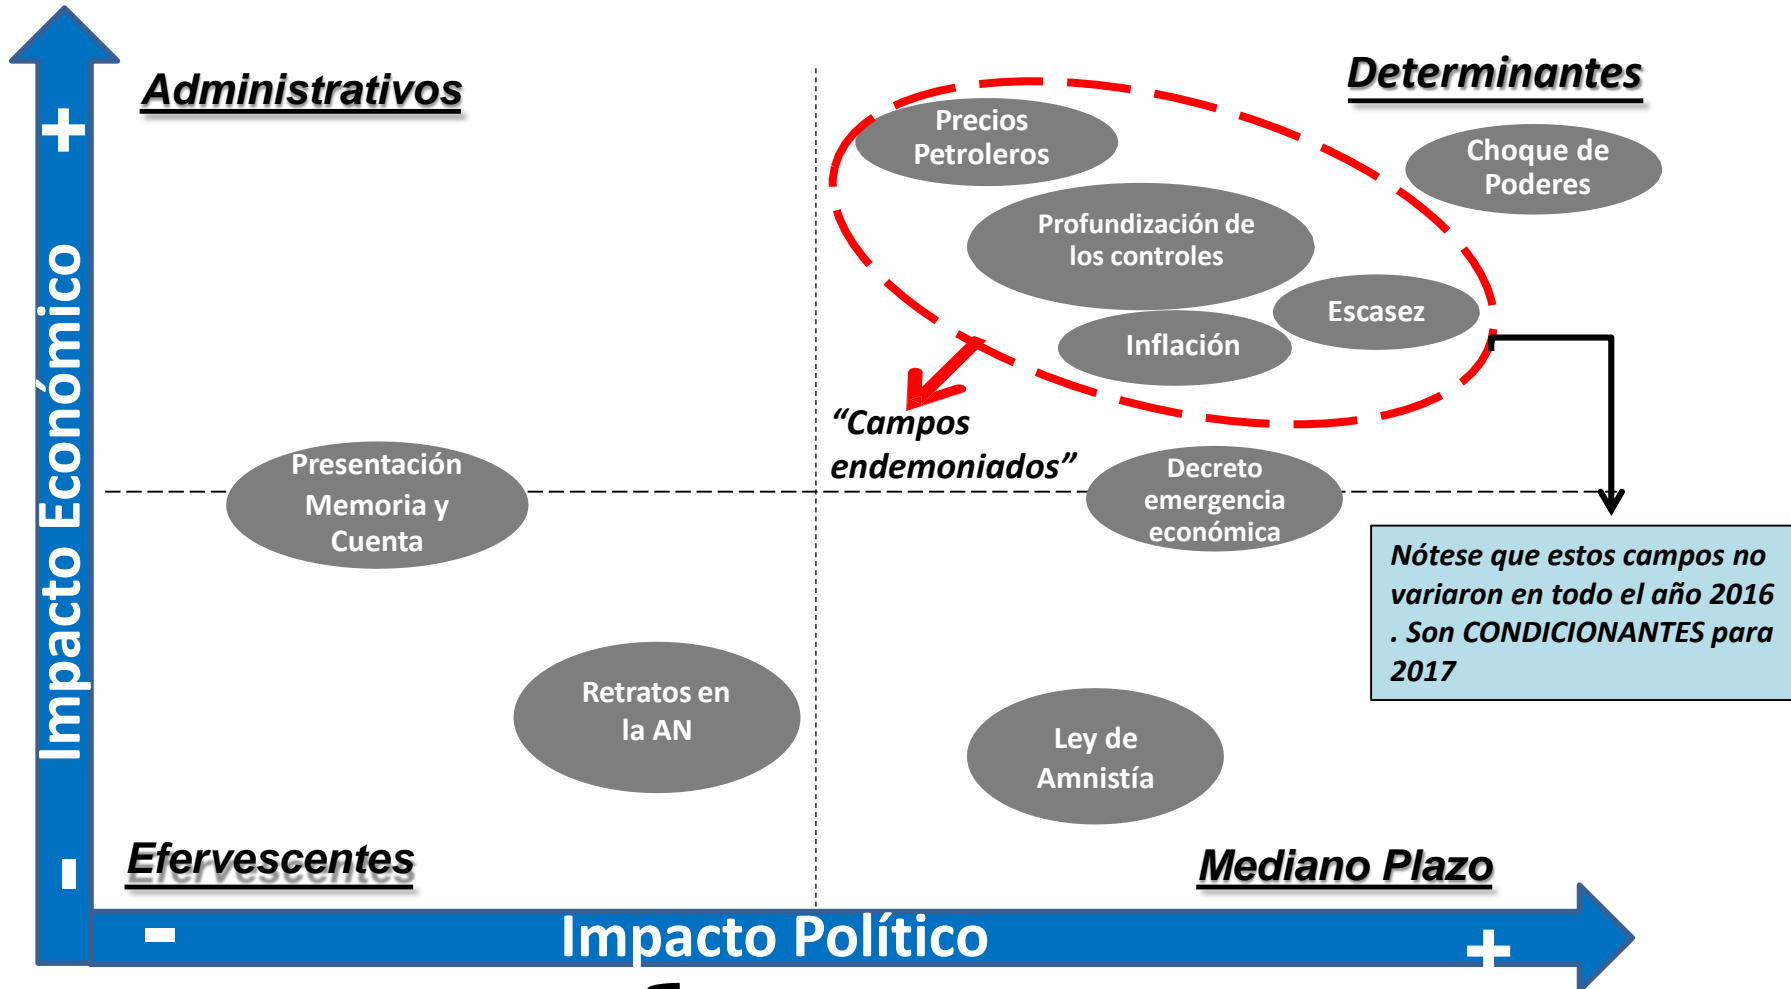 Administrativos
Determinantes
+
Precios
Petroleros
Choque de
Poderes
Profundización de
los controles
Escasez
Inflación
Impacto Económico
“Campos
endemoniados”
Presentación
Memoria y
Cuenta
Decreto
emergencia
económica
Nótese que estos campos no
variaron en todo el año 2016
. Son CONDICIONANTES para
2017
Retratos en
la AN
Ley de
Amnistía
-
Efervescentes
Mediano Plazo
-
Impacto Político
+